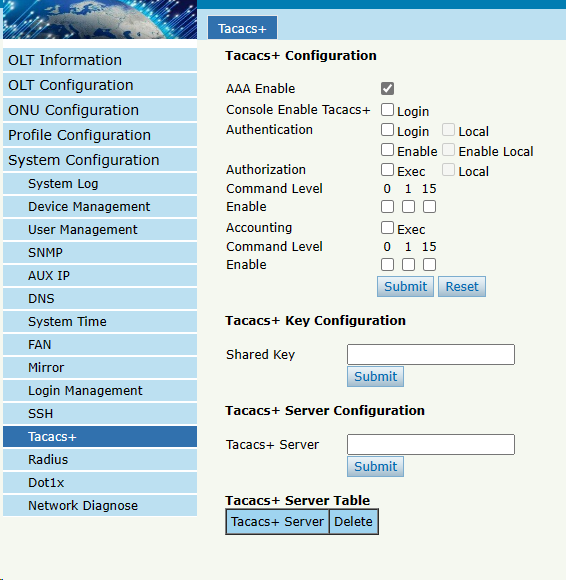 Tacacs+
OLT Information
OLT Configuration
ONU Configuration
Profile Configuration
System Configuration
System Log
Device Management
User Management
SNMP
AUX IP
DNS
System Time
FAN
Mirror
Login Management
SSH
Tacacs+
Radius
Dot1x
Network Diagnose
Tacacs+ Configuration
AAA Enable
Console Enable Tacacs+ Login
Authentication Login Local
Enable Enable Local
Authorization Exec Local
Command Level 0 1 15
Enable
Accounting Exec
Command Level 0 1 15
Enable
Submit Reset
Tacacs+ Key Configuration
Shared Key
Submit
Tacacs+ Server Configuration
Tacacs+ Server
Submit
Tacacs+ Server Table
Tacacs+ Server Delete